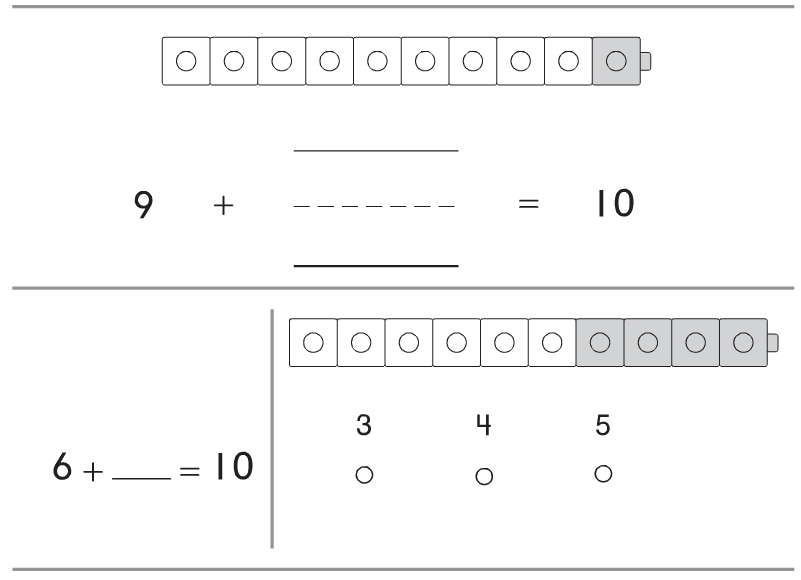 9 + = 10
3 4 5
6 + ___ = 10